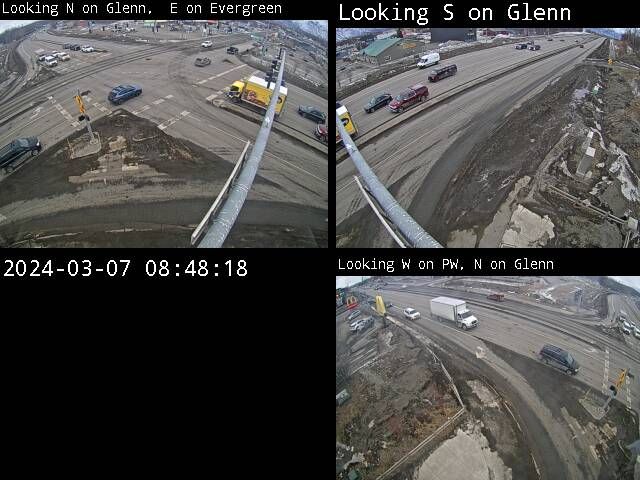 Looking N on Glenn,  E on Evergreen
Looking S on Glenn
2024-03-07 08:48:18
Looking W on PW, N on Glenn